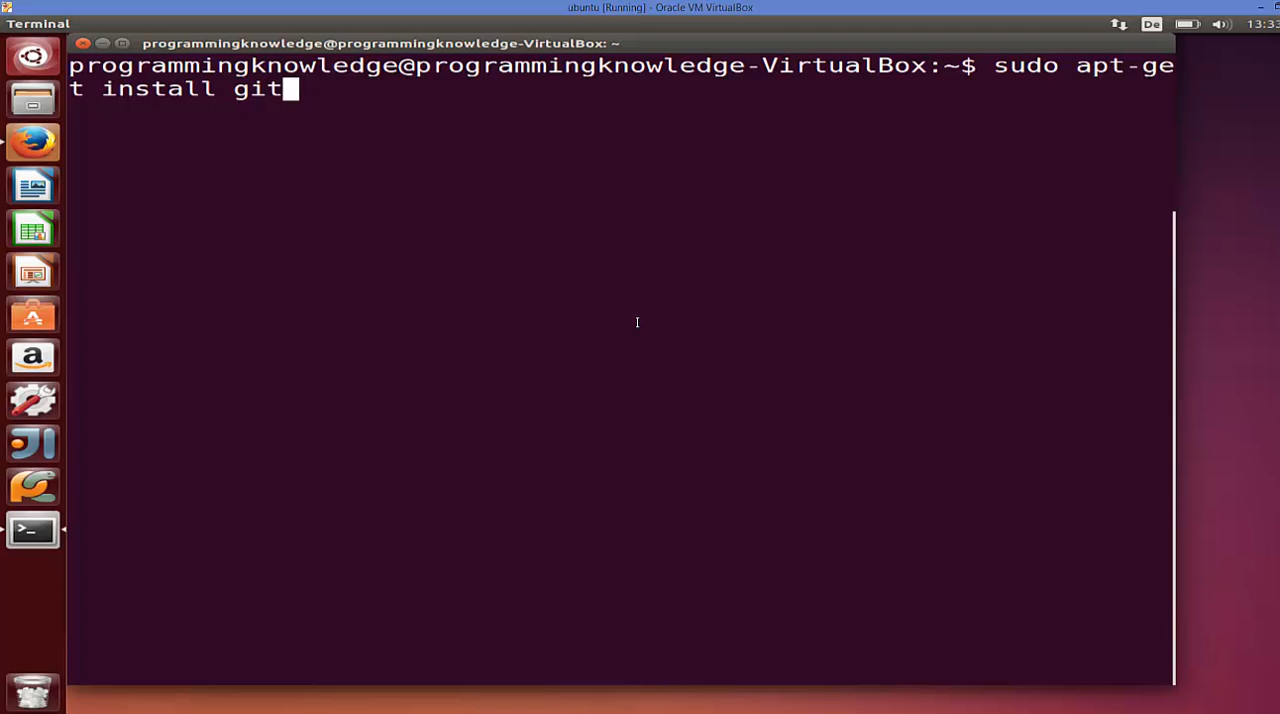 ubuntu [Running] - Oracle VM VirtualBox
Terminal
De
13:33
programmingknowledge@programmingknowledge-VirtualBox: ~
programmingknowledge@programmingknowledge-VirtualBox:~$ sudo apt-ge
t install git